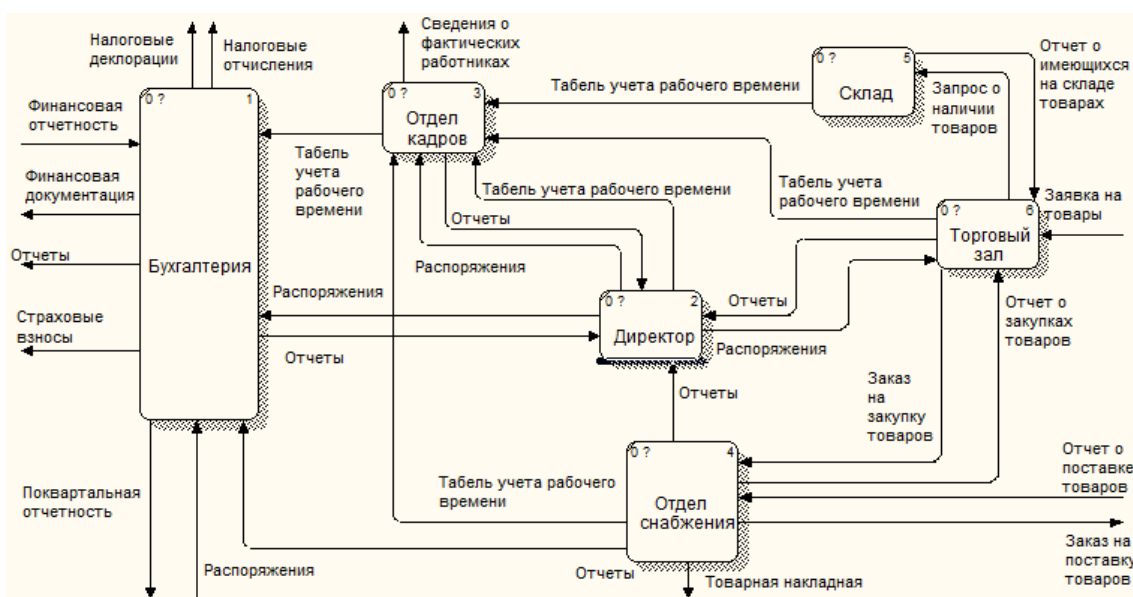 Налоговые
деклорации
Налоговые
отчисления
Сведения о
фактических
работниках
0 ?
5
Склад
Отчет о
имеющихся
на складе
товарах
Табель учета рабочего времени
Запрос о
наличии
товаров
0 ?
1
Бухгалтерия
0 ?
3
Отдел
кадров
Финансовая
отчетность
Табель
учета
рабочего
времени
Финансовая
документация
Табель учета рабочего времени
Табель учета
рабочего времени
Заявка на
товары
0 ?
6
Торговый
зал
Отчеты
Отчеты
Распоряжения
Распоряжения
0 ?
2
Директор
Отчеты
Отчет о
закупках
товаров
Страховые
взносы
Отчеты
Распоряжения
Отчеты
Заказ
на
закупку
товаров
0 ?
4
Отдел
снабжения
Отчет о
поставке
товаров
Поквартальная
отчетность
Табель учета рабочего
времени
Заказ на
поставку
товаров
Распоряжения
Отчеты
Товарная накладная